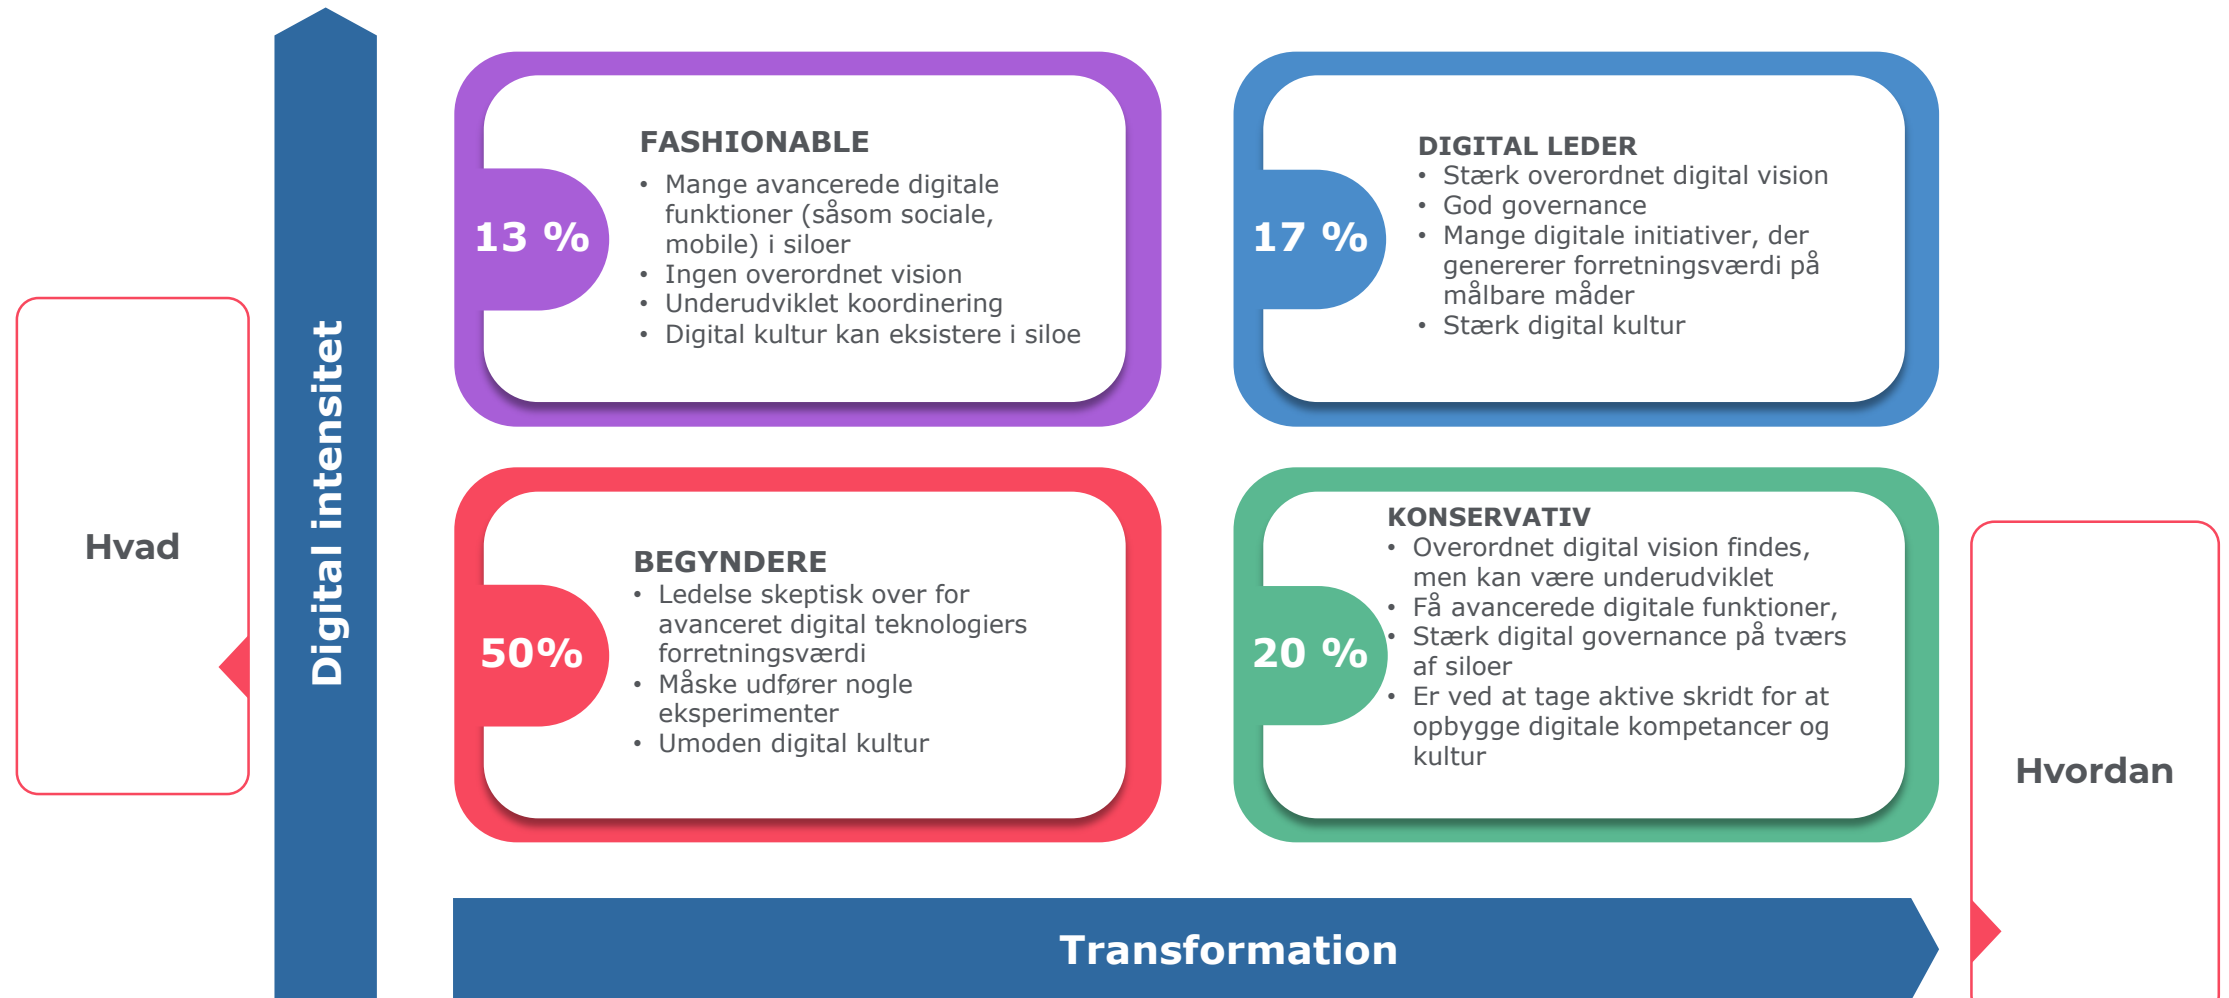 Hvad
Digital intensitet
FASHIONABLE
13 %
• Mange avancerede digitale
funktioner (såsom sociale,
mobile) i siloer
• Ingen overordnet vision
• Underudviklet koordinering
• Digital kultur kan eksistere i siloe
DIGITAL LEDER
17 %
• Stærk overordnet digital vision
• God governance
• Mange digitale initiativer, der
genererer forretningsværdi på
målbare måder
• Stærk digital kultur
BEGYNDERE
50%
• Ledelse skeptisk over for
avanceret digital teknologiers
forretningsværdi
• Måske udfører nogle
eksperimenter
• Umoden digital kultur
KONSERVATIV
20 %
• Overordnet digital vision findes,
men kan være underudviklet
• Få avancerede digitale funktioner,
• Stærk digital governance på tværs
af siloer
• Er ved at tage aktive skridt for at
opbygge digitale kompetancer og
kultur
Hvordan
Transformation